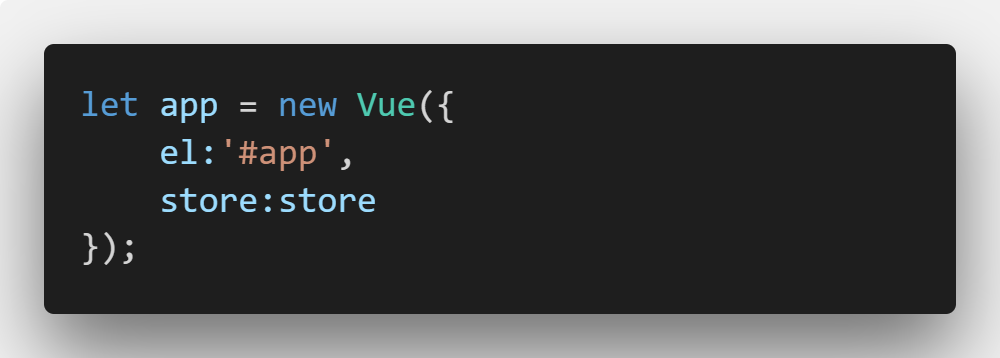 let app = new Vue({
    el:'#app',
    store:store
});